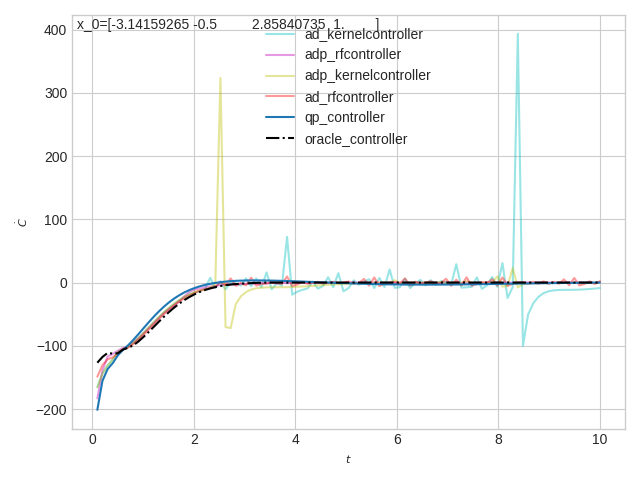 x_0=[-3.14159265 -0.5 2.85840735 1. ]
ad_kernelcontroller
adp_rfcontroller
adp_kernelcontroller
ad_rfcontroller
qp_controller
oracle_controller
400
300
200
100
0
−100
−200
Ċ
0
2
4
6
8
10
t